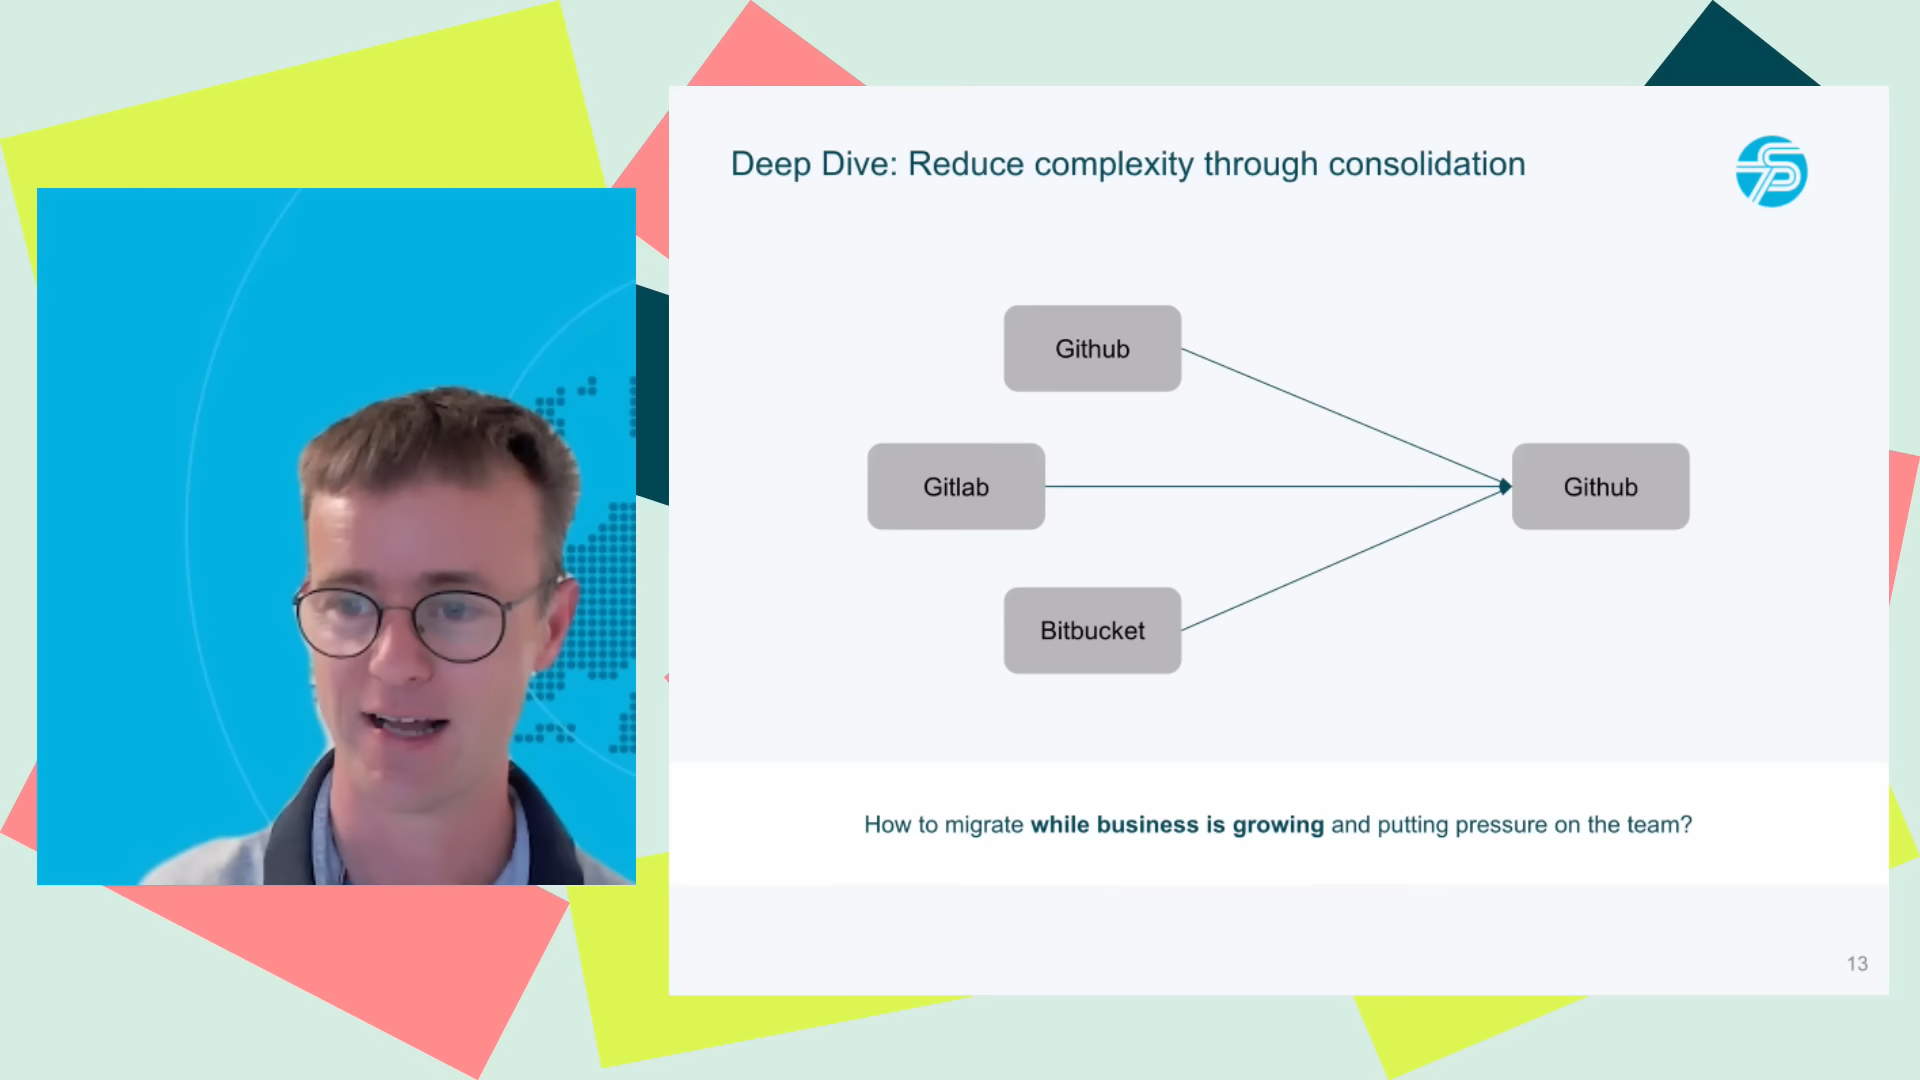 Deep Dive: Reduce complexity through consolidation
Github
Gitlab
Github
Bitbucket
How to migrate while business is growing and putting pressure on the team?
13